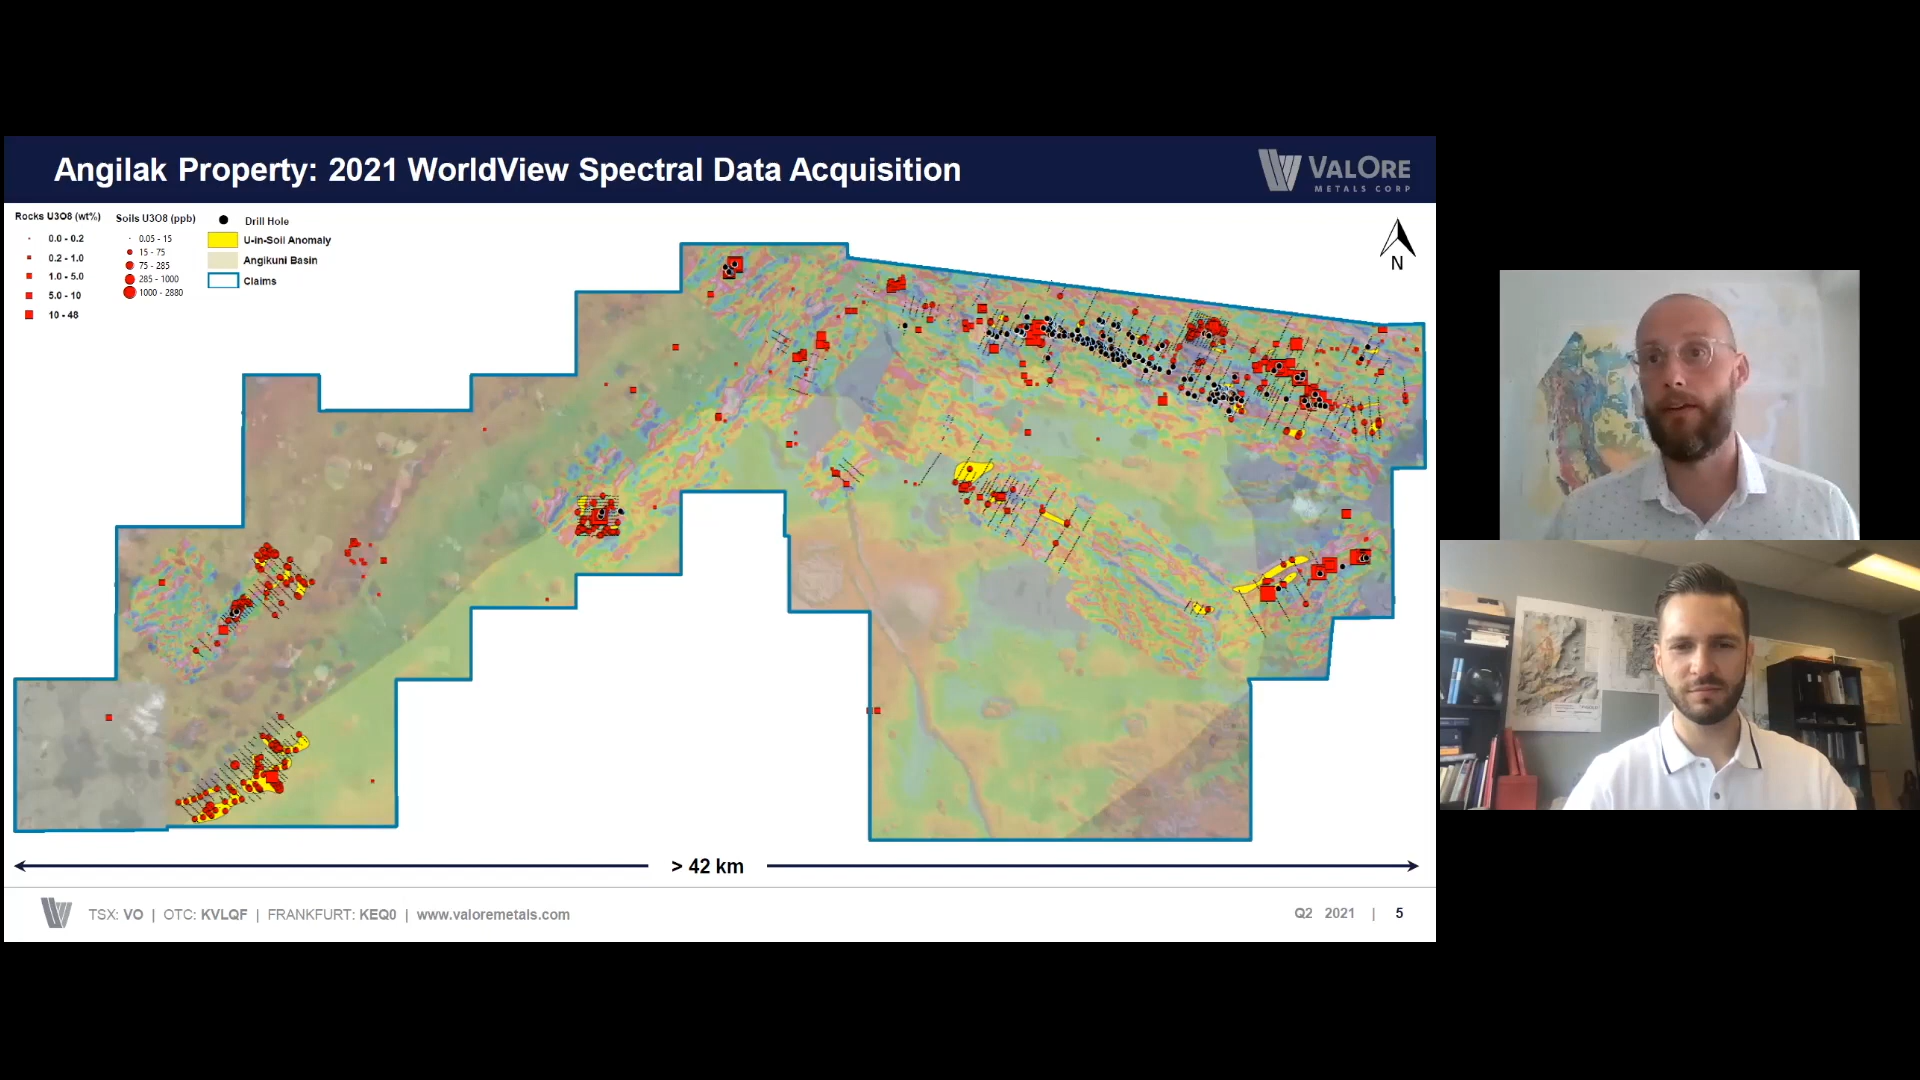 Angilak Property: 2021 WorldView Spectral Data Acquisition
VALORE
METALS CORP
Rocks U3O8 (wt%)
0.0 - 0.2
0.2 - 1.0
1.0 - 5.0
5.0 - 10
10 - 48
Soils U3O8 (ppb)
0.05 - 15
15 - 75
75 - 285
285 - 1000
1000 - 2880
Drill Hole
U-in-Soil Anomaly
Angikuni Basin
Claims
N
> 42 km
TSX: VO | OTC: KVLQF | FRANKFURT: KEQ0 | www.valoremetals.com
Q2 2021 | 5